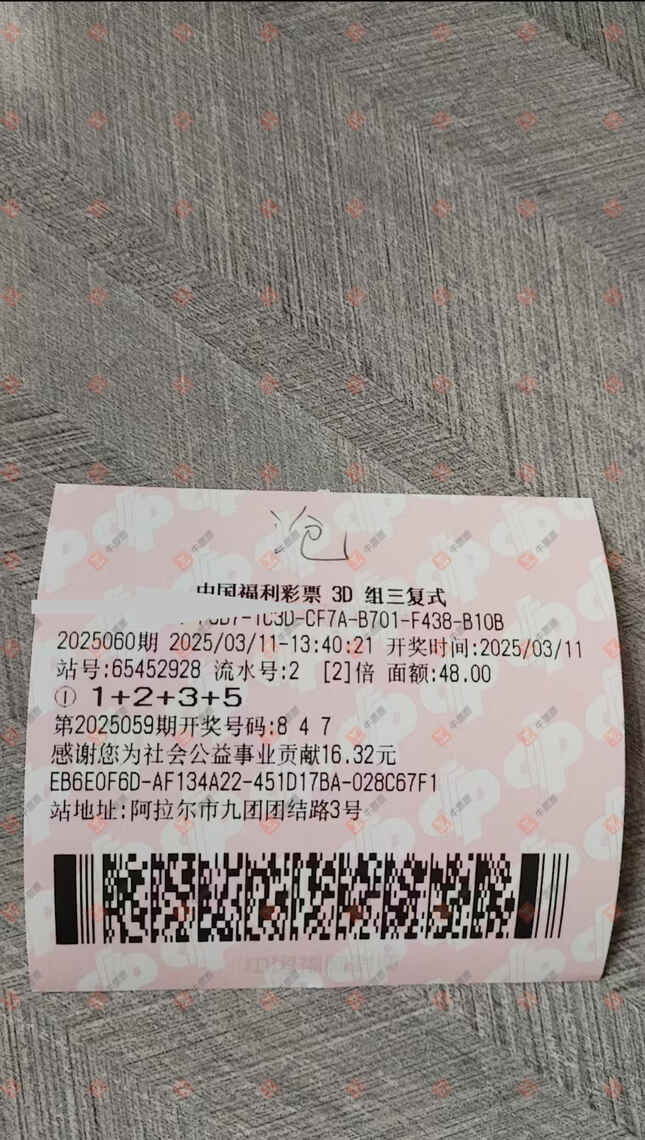 中国福利彩票 3D 组三复式
-CF7A-B701-F438-B10B
2025060期 2025/03/11-13:40:21 开奖时间:2025/03/11
站号:65452928 流水号:2 [2]倍 面额:48.00
① 1+2+3+5
第2025059期开奖号码:8 4 7
感谢您为社会公益事业贡献16.32元
EB6E0F6D-AF134A22-451D17BA-028C67F1
站地址:阿拉尔市九团团结路3号